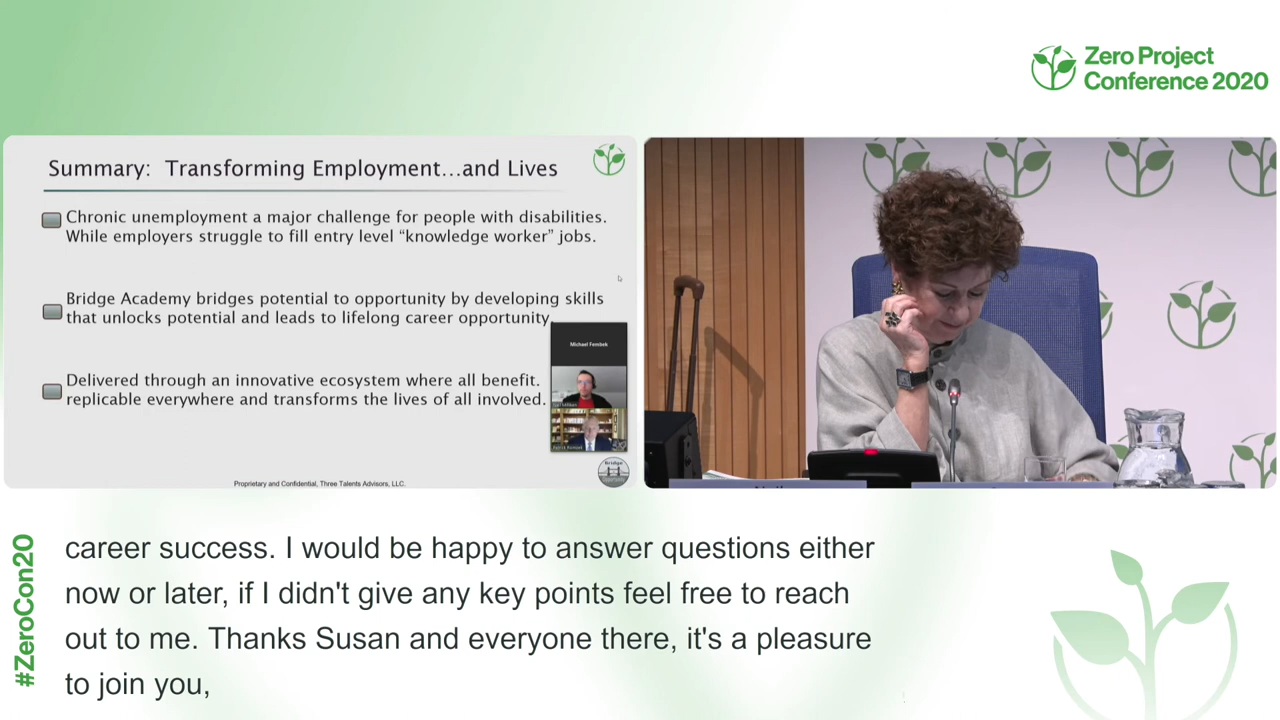 Zero Project
Conference 2020
Summary: Transforming Employment...and Lives
Chronic unemployment a major challenge for people with disabilities.
While employers struggle to fill entry level “knowledge worker” jobs.
Bridge Academy bridges potential to opportunity by developing skills
that unlocks potential and leads to lifelong career opportunity.
Michael Fembek
Delivered through an innovative ecosystem where all benefit.
replicable everywhere and transforms the lives of all involved.
Bridge
Proprietary and Confidential, Three Talents Advisors, LLC.
#ZeroCon20
career success. I would be happy to answer questions either
now or later, if I didn't give any key points feel free to reach
out to me. Thanks Susan and everyone there, it's a pleasure
to join you,